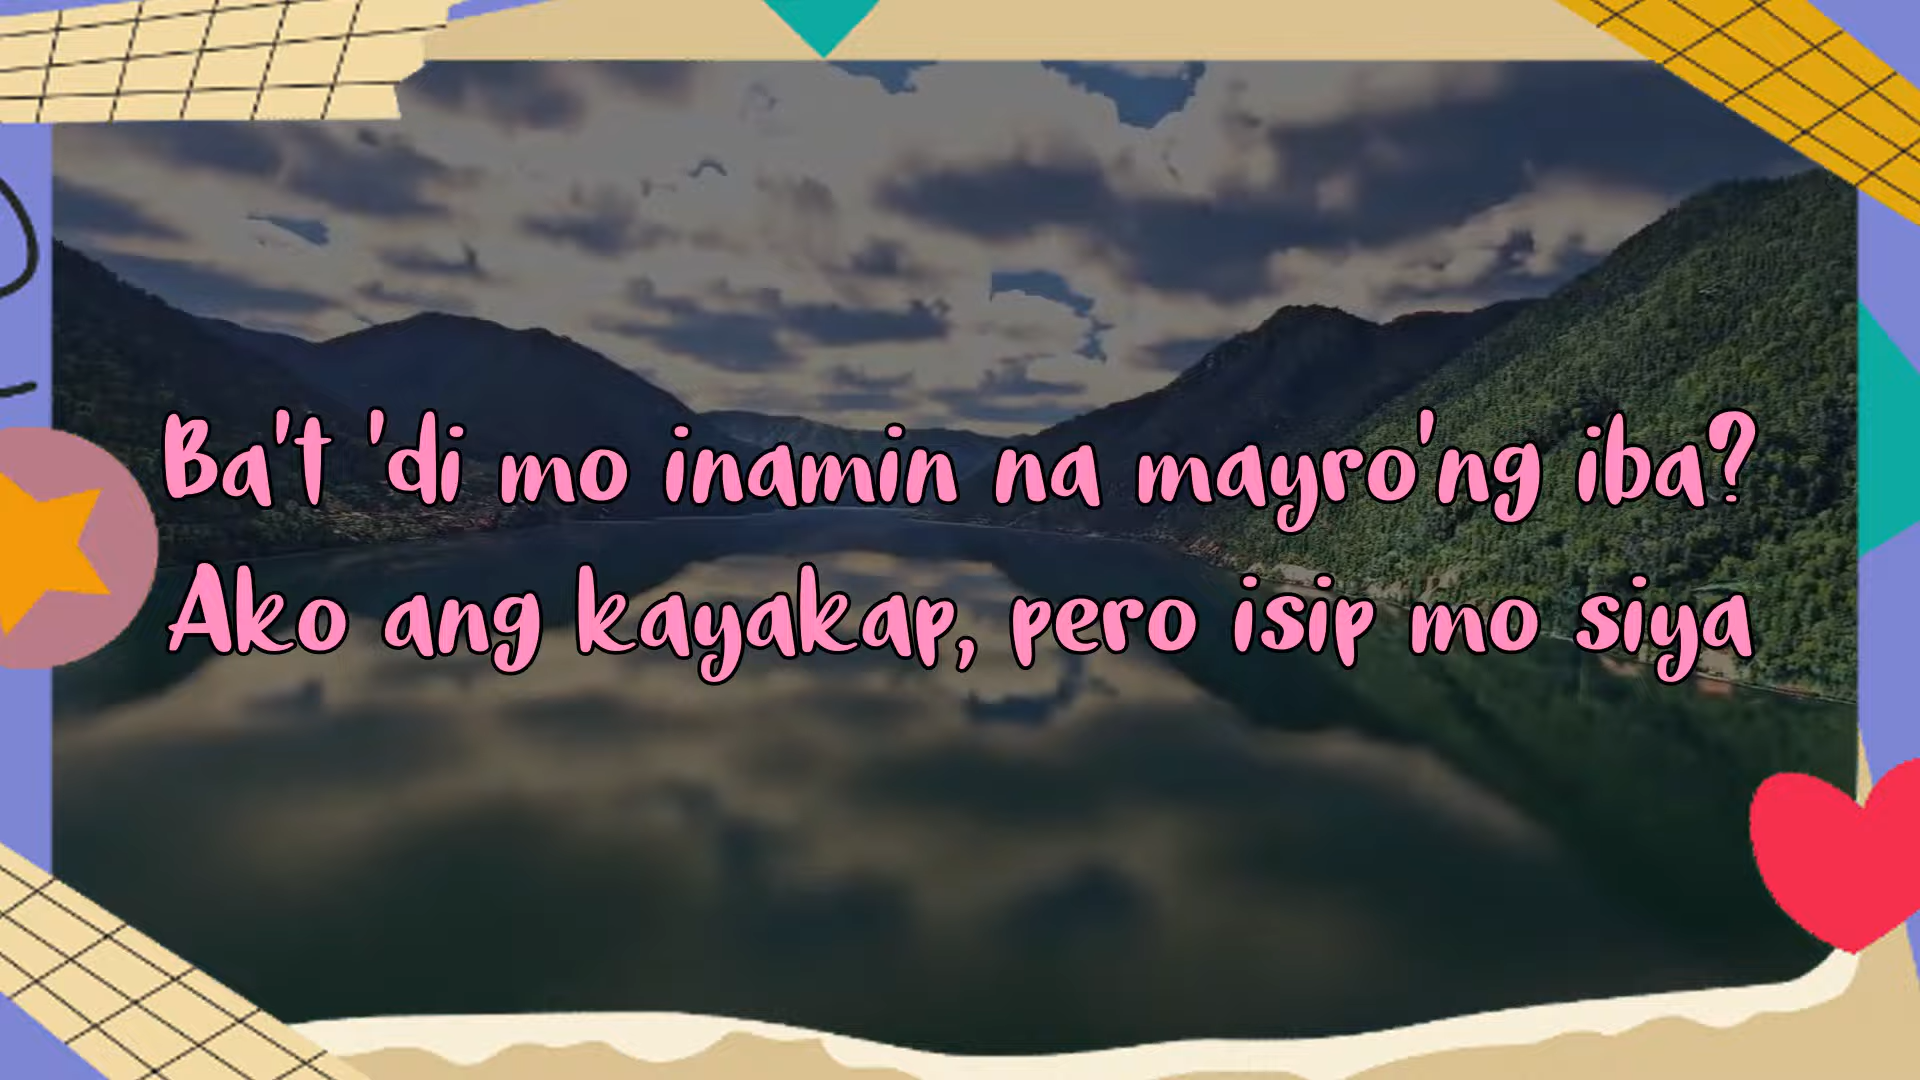 Ba't 'di mo inamin na mayro'ng iba?
Ako ang kayakap, pero isip mo siya